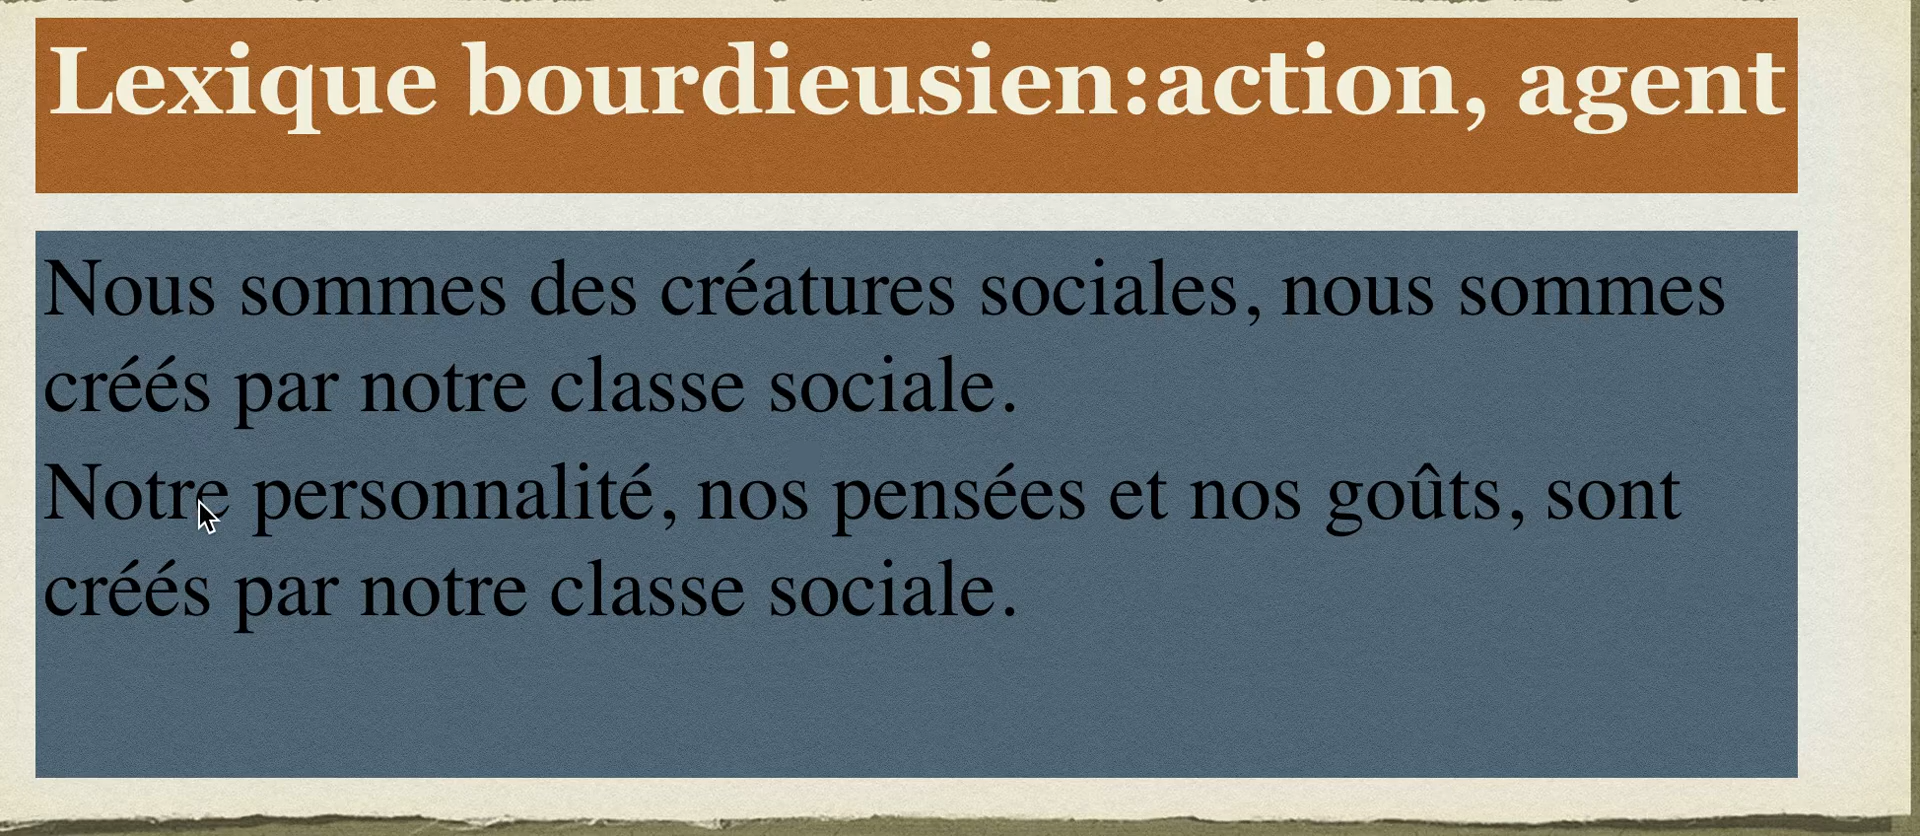 Lexique bourdieusien:action, agent
Nous sommes des créatures sociales, nous sommes
créés par notre classe sociale.
Notre personnalité, nos pensées et nos goûts, sont
créés par notre classe sociale.